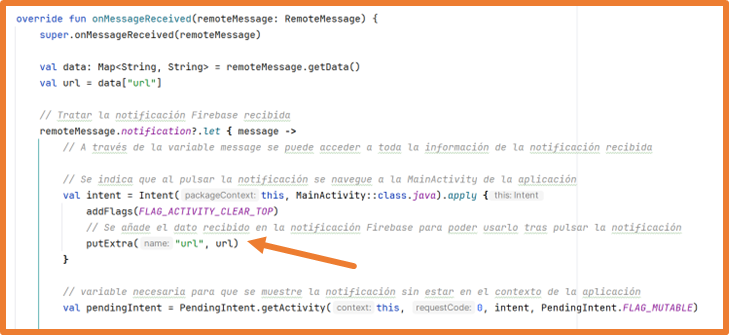 override fun onMessageReceived(remoteMessage: RemoteMessage) {
super.onMessageReceived(remoteMessage)
val data: Map<String, String> = remoteMessage.getData()
val url = data["url"]
// Tratar la notificación Firebase recibida
remoteMessage.notification?.let { message ->
// A través de la variable message se puede acceder a toda la información de la notificación recibida
// Se indica que al pulsar la notificación se navegue a la MainActivity de la aplicación
val intent = Intent( packageContext: this, MainActivity::class.java).apply { this: Intent
addFlags(FLAG_ACTIVITY_CLEAR_TOP)
// Se añade el dato recibido en la notificación Firebase para poder usarlo tras pulsar la notificación
putExtra( name: "url", url)
}
// variable necesaria para que se muestre la notificación sin estar en el contexto de la aplicación
val pendingIntent = PendingIntent.getActivity( context: this, requestCode: 0, intent, PendingIntent.FLAG_MUTABLE)